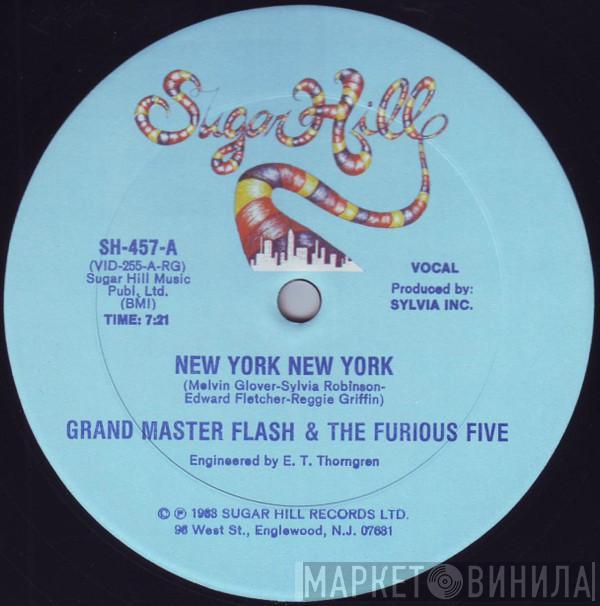 Sugar Hill
SH-457-A
(VID-255-A-RG)
Sugar Hill Music
Publ, Ltd.
(BMI)
TIME: 7:21
VOCAL
Produced by:
SYLVIA INC.
NEW YORK NEW YORK
(Melvin Glover-Sylvia Robinson-
Edward Fletcher-Reggie Griffin)
GRAND MASTER FLASH & THE FURIOUS FIVE
Engineered by E. T. Thorngren
© ℗ 1983 SUGAR HILL RECORDS LTD.
96 West St., Englewood, N.J. 07631
МАРКЕТ ВИНИЛА